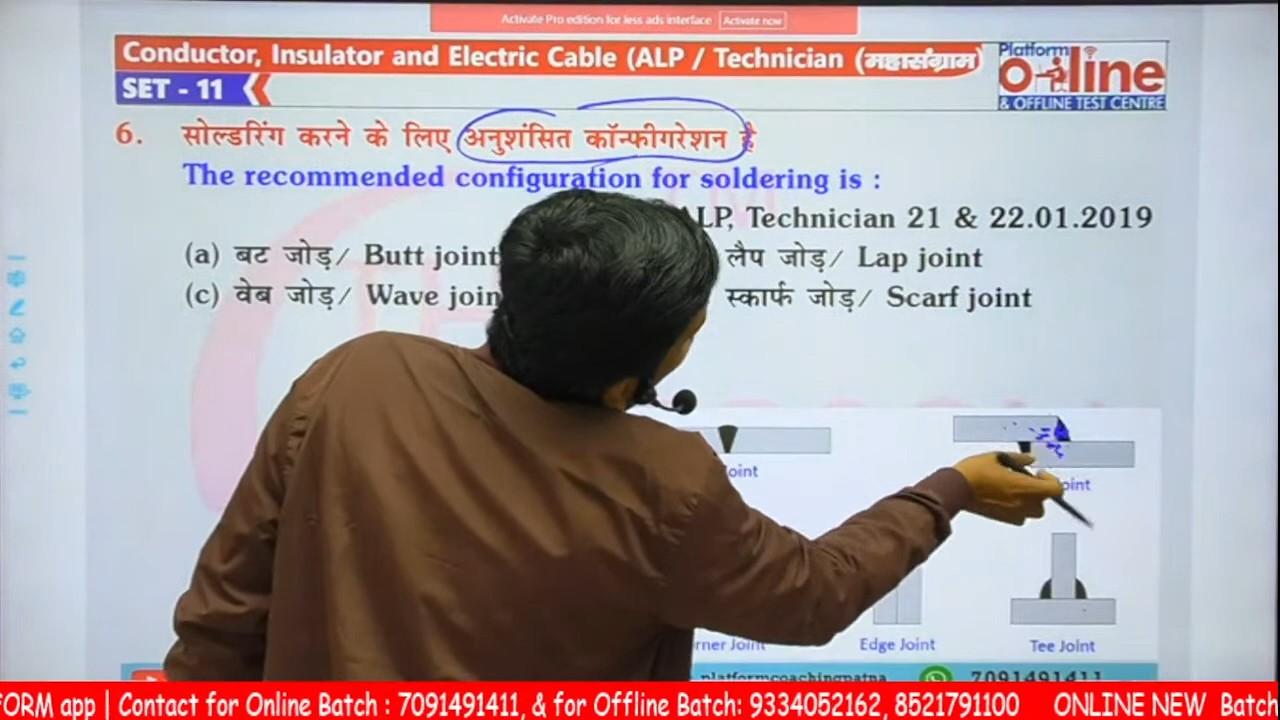 Activate Pro edition for less ads interface Activate now
Conductor, Insulator and Electric Cable (ALP / Technician (महासंग्राम)
SET - 11
Platform
online
& OFFLINE TEST CENTRE
6. सोल्डरिंग करने के लिए अनुशंसित कॉन्फीगरेशन है
The recommended configuration for soldering is :
ALP, Technician 21 & 22.01.2019
(a) बट जोड़/ Butt joint लैप जोड़/ Lap joint
(c) वेब जोड़/ Wave join स्कार्फ जोड़/ Scarf joint
Edge Joint Tee Joint
platformcoachingpatna 7091491411
FORM app | Contact for Online Batch : 7091491411, & for Offline Batch: 9334052162, 8521791100 ONLINE NEW Batch